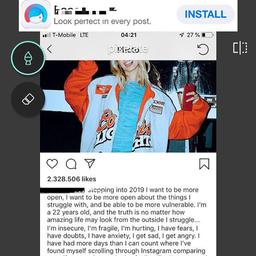 Look perfect in every post.
INSTALL
T-Mobile LTE 04:21 27 %
2.328.506 likes
stepping into 2019 I want to be more
open, I want to be more open about the things I
struggle with, and be able to be more vulnerable. I'm
a 22 years old, and the truth is no matter how
amazing life may look from the outside I struggle...
I'm insecure, I'm fragile, I'm hurting, I have fears, I
have doubts, I have anxiety, I get sad, I get angry. I
have had more days than I can count where I've
found myself scrolling through Instagram comparing